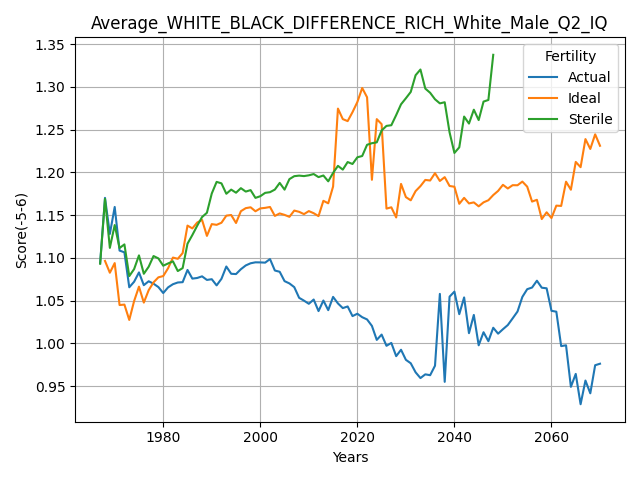 Average_WHITE_BLACK_DIFFERENCE_RICH_White_Male_Q2_IQ
Fertility
Actual
Ideal
Sterile
Score(-5-6)
1.35
1.30
1.25
1.20
1.15
1.10
1.05
1.00
0.95
1980 2000 2020 2040 2060
Years